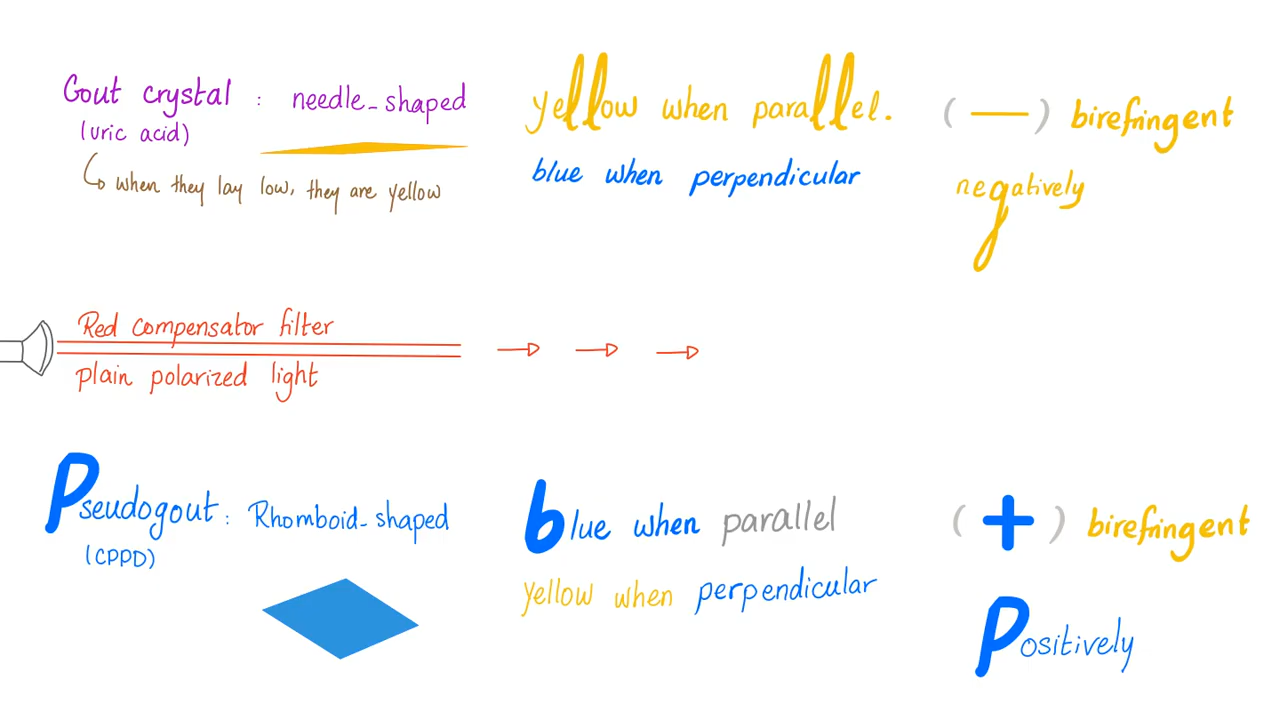 Gout crystal : needle-shaped
(uric acid)
when they lay low, they are yellow
yellow when parallel.
blue when perpendicular
( — ) birefringent
negatively
Red compensator filter
plain polarized light
Pseudogout : Rhomboid-shaped
(CPPD)
blue when parallel
yellow when perpendicular
( + ) birefringent
Positively